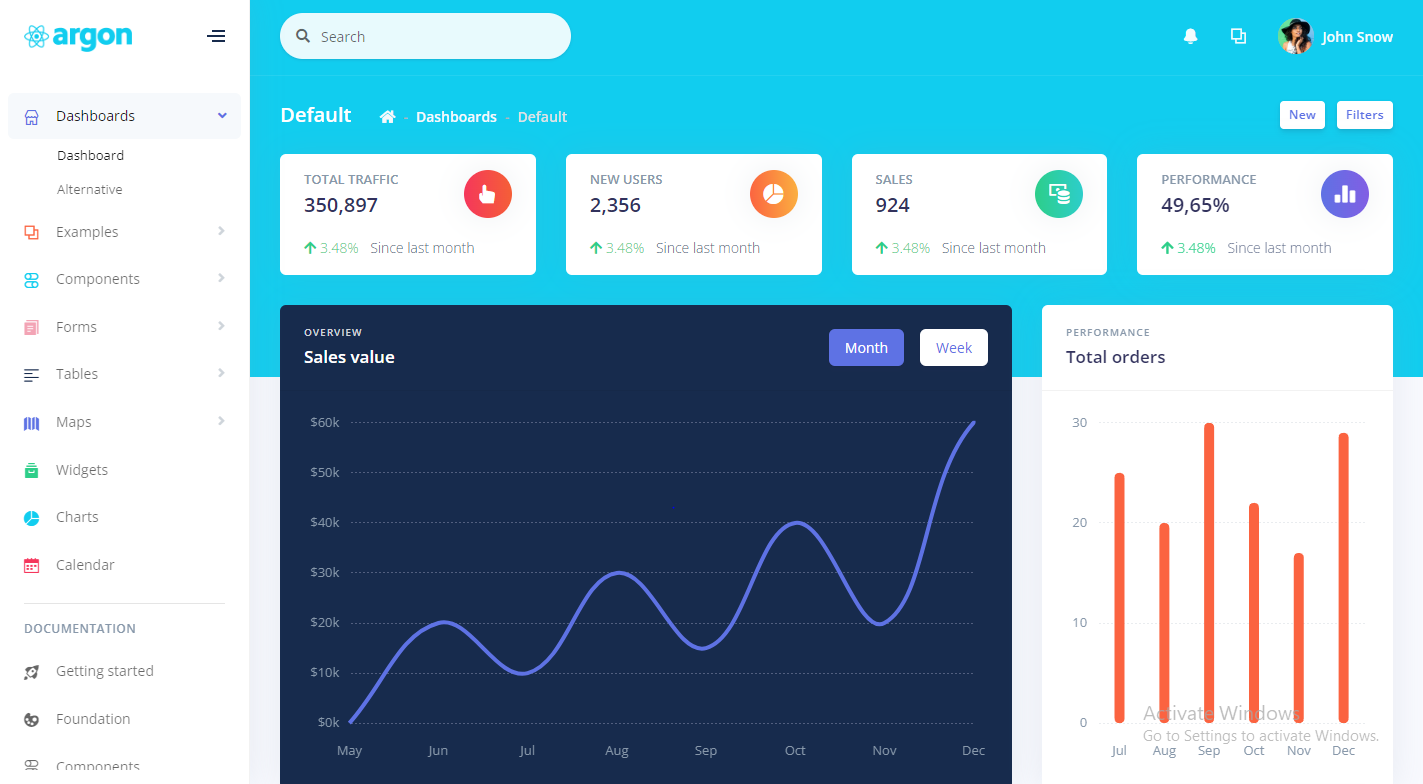 argon
Search
John Snow
Dashboards
Dashboard
Alternative
Examples
Components
Forms
Tables
Maps
Widgets
Charts
Calendar
DOCUMENTATION
Getting started
Foundation
Components
Default
- Dashboards - Default
New
Filters
TOTAL TRAFFIC
350,897
3.48% Since last month
NEW USERS
2,356
3.48% Since last month
SALES
924
3.48% Since last month
PERFORMANCE
49,65%
3.48% Since last month
OVERVIEW
Sales value
Month
Week
$60k
$50k
$40k
$30k
$20k
$10k
$0k
May Jun Jul Aug Sep Oct Nov Dec
PERFORMANCE
Total orders
30
20
10
0
Jul Aug Sep Oct Nov Dec
Activate Windows
Go to Settings to activate Windows.